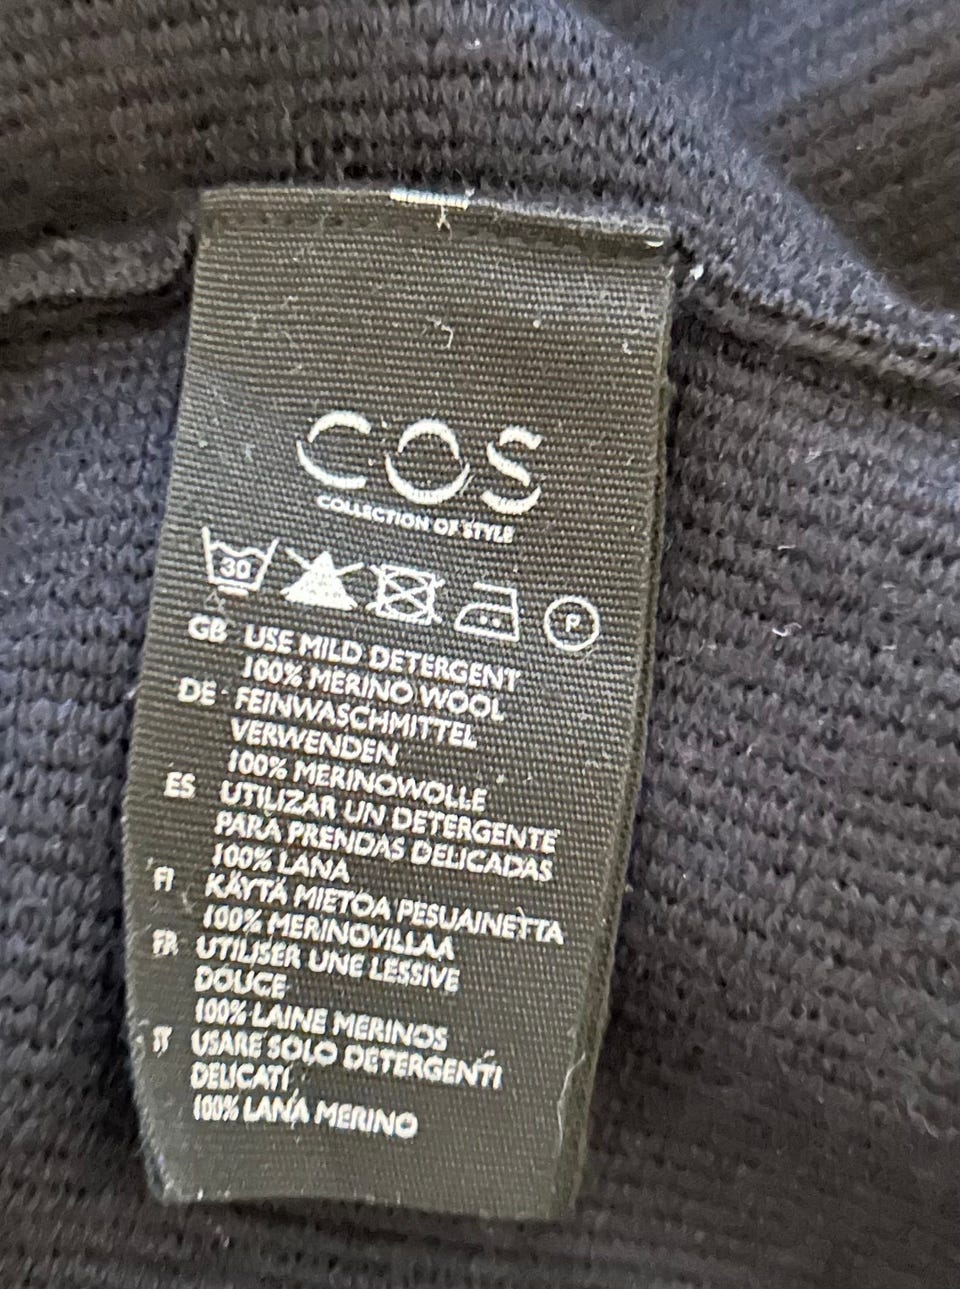 COS
COLLECTION OF STYLE
30 P
GB USE MILD DETERGENT
100% MERINO WOOL
DE FEINWASCHMITTEL
VERWENDEN
100% MERINOWOLLE
ES UTILIZAR UN DETERGENTE
PARA PRENDAS DELICADAS
100% LANA
FI KÄYTÄ MIETOA PESUAINETTA
100% MERINOVILLAA
FR UTILISER UNE LESSIVE
DOUCE
100% LAINE MERINOS
IT USARE SOLO DETERGENTI
DELICATI
100% LANA MERINO